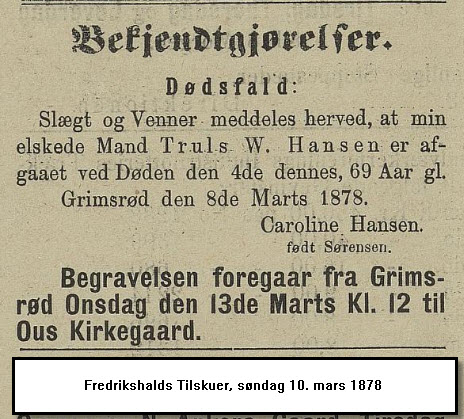 Bekjendtgjørelser.
Dødsfald:
Slægt og Venner meddeles herved, at min
elskede Mand Truls W. Hansen er af-
gaaet ved Døden den 4de dennes, 69 Aar gl.
Grimsrød den 8de Marts 1878.
Caroline Hansen.
født Sørensen.
Begravelsen foregaar fra Grims-
rød Onsdag den 13de Marts Kl. 12 til
Ous Kirkegaard.
Fredrikshalds Tilskuer, søndag 10. mars 1878